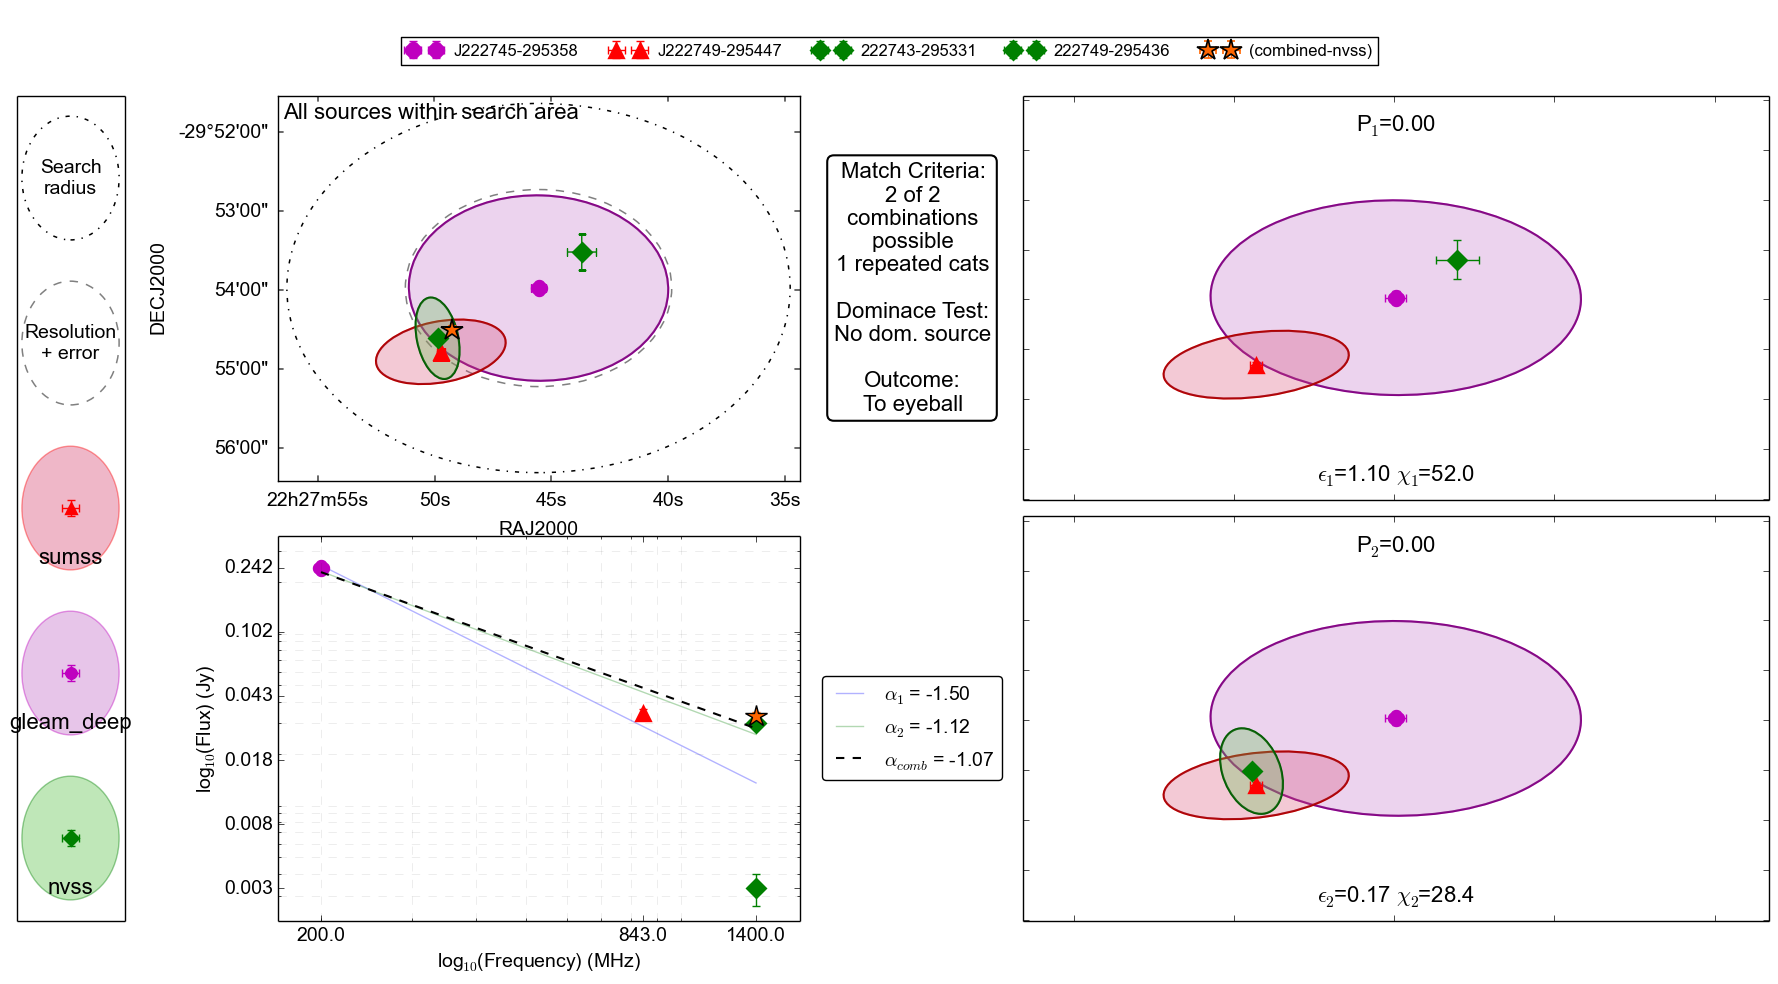 J222745-295358 J222749-295447 222743-295331 222749-295436 (combined-nvss)
Search
radius
Resolution
+ error
sumss
gleam_deep
nvss
All sources within search area
DECJ2000
-29°52'00"
53'00"
54'00"
55'00"
56'00"
22h27m55s 50s 45s 40s 35s
RAJ2000
Match Criteria:
2 of 2
combinations
possible
1 repeated cats
Dominace Test:
No dom. source
Outcome:
To eyeball
P₁=0.00
ϵ₁=1.10 χ₁=52.0
log₁₀(Flux) (Jy)
0.242
0.102
0.043
0.018
0.008
0.003
200.0 843.0 1400.0
log₁₀(Frequency) (MHz)
α₁ = -1.50
α₂ = -1.12
α_comb = -1.07
P₂=0.00
ϵ₂=0.17 χ₂=28.4